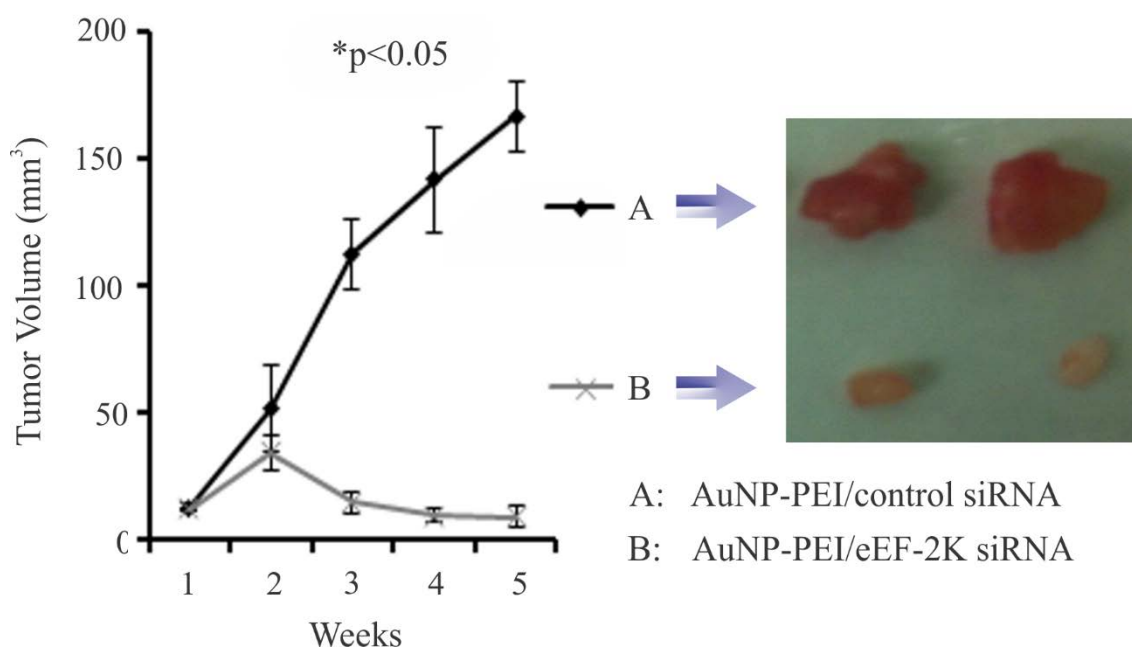 200
*p<0.05
150
100
50
0
Tumor Volume (mm³)
1 2 3 4 5
Weeks
A
B
A: AuNP-PEI/control siRNA
B: AuNP-PEI/eEF-2K siRNA